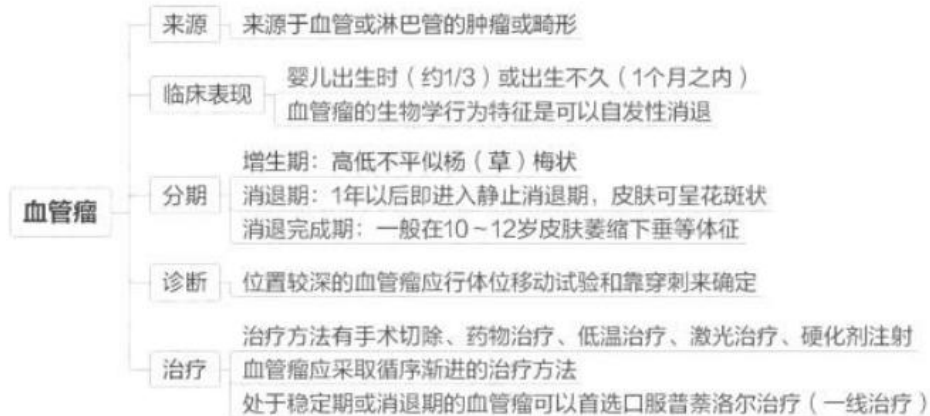 血管瘤
来源
来源于血管或淋巴管的肿瘤或畸形
临床表现
婴儿出生时（约1/3）或出生不久（1个月之内）
血管瘤的生物学行为特征是可以自发性消退
分期
增生期：高低不平似杨（草）梅状
消退期：1年以后即进入静止消退期，皮肤可呈花斑状
消退完成期：一般在10～12岁皮肤萎缩下垂等体征
诊断
位置较深的血管瘤应行体位移动试验和靠穿刺来确定
治疗
治疗方法有手术切除、药物治疗、低温治疗、激光治疗、硬化剂注射
血管瘤应采取循序渐进的治疗方法
处于稳定期或消退期的血管瘤可以首选口服普萘洛尔治疗（一线治疗）